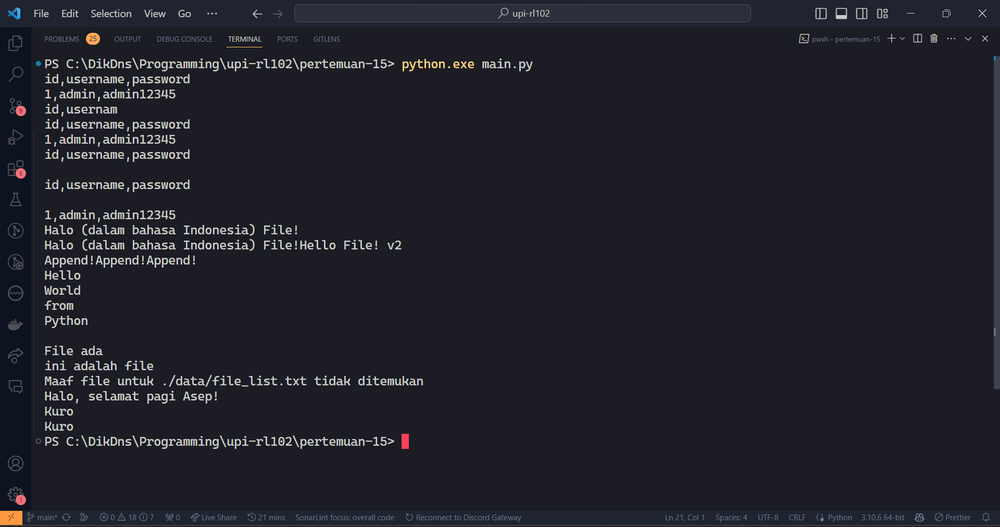 File Edit Selection View Go ··· upi-rl102
PROBLEMS 25 OUTPUT DEBUG CONSOLE TERMINAL PORTS GITLENS pwsh - pertemuan-15
PS C:\DikDns\Programming\upi-rl102\pertemuan-15> python.exe main.py
id,username,password
1,admin,admin12345
id,usernam
id,username,password
1,admin,admin12345
id,username,password
id,username,password
1,admin,admin12345
Halo (dalam bahasa Indonesia) File!
Halo (dalam bahasa Indonesia) File!Hello File! v2
Append!Append!Append!
Hello
World
from
Python
File ada
ini adalah file
Maaf file untuk ./data/file_list.txt tidak ditemukan
Halo, selamat pagi Asep!
Kuro
Kuro
PS C:\DikDns\Programming\upi-rl102\pertemuan-15>
9
5
1
main* 0 18 7 0 Live Share 21 mins SonarLint focus: overall code Reconnect to Discord Gateway Ln 21, Col 1 Spaces: 4 UTF-8 CRLF Python 3.10.6 64-bit Prettier